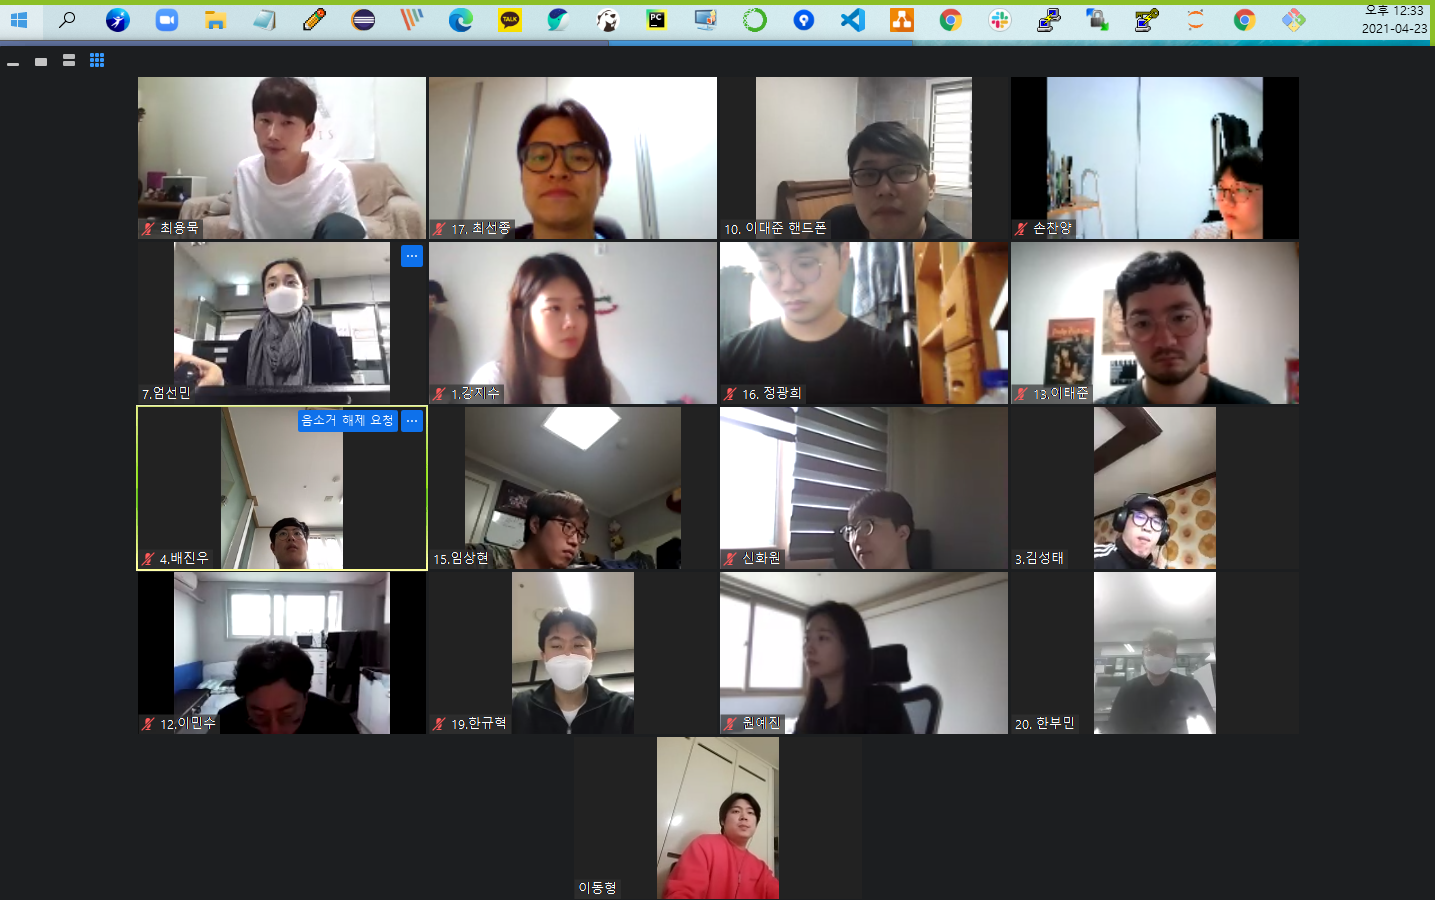 TALK
PC
오후 12:33
2021-04-23
최용묵
17. 최선종
10. 이대준 핸드폰
손찬양
7.엄선민
1.강지수
16. 정광희
13.이태준
음소거 해제 요청
4.배진우
15.임상현
신화원
3.김성태
12.이민수
19.한규혁
원예진
20. 한부민
이동형